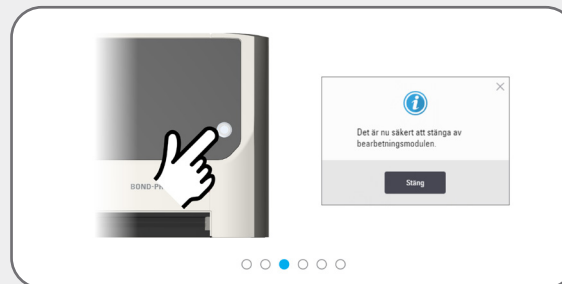 BOND-PR
Det är nu säkert att stänga av
bearbetningsmodulen.
Stäng